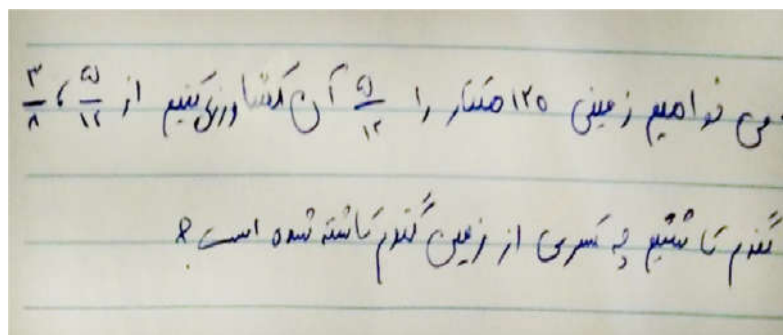 می خواهیم زمینی ۱۲۰ هکتار را ۵/۱۲ آن کشاورزی کنیم از ۵/۱۲، ۳/۸
گندم کاشتیم چه کسری از زمین گندم کاشته شده است؟